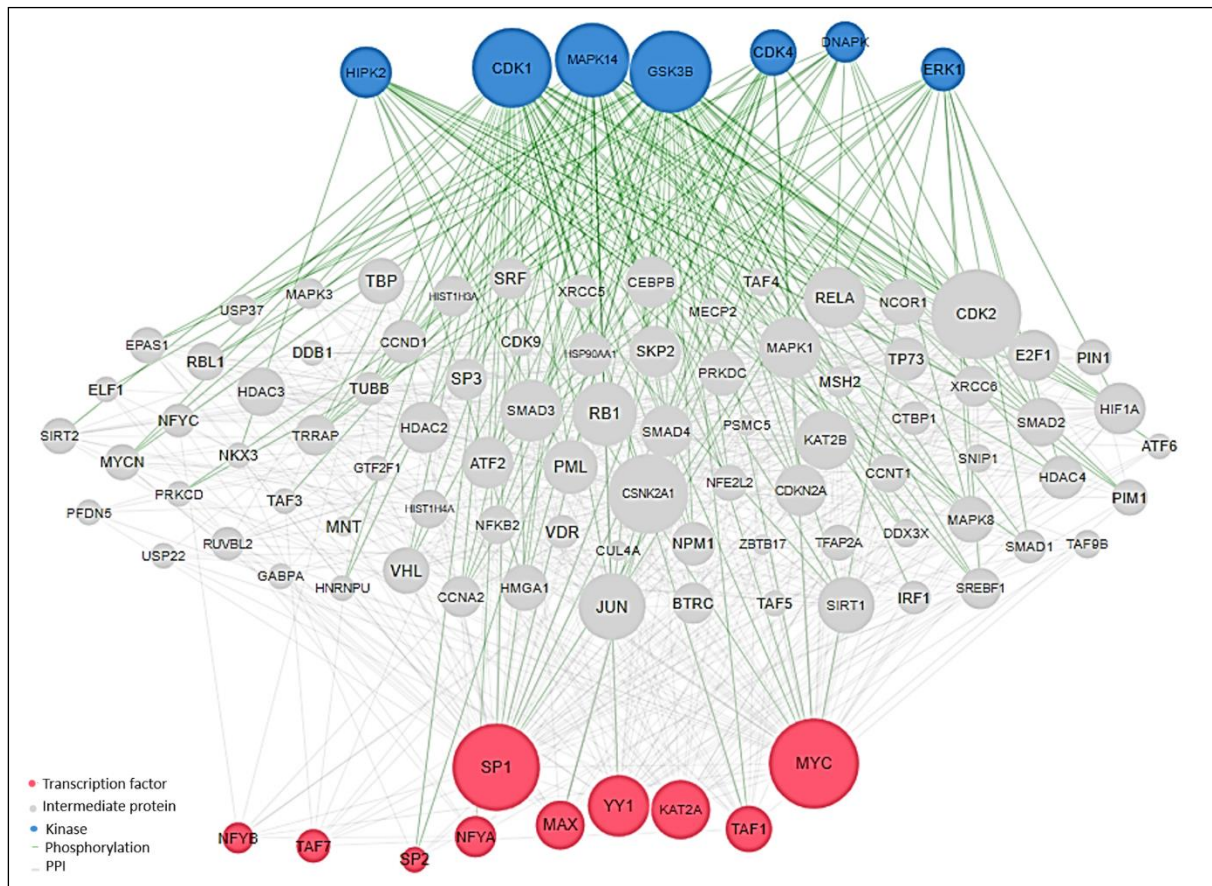 HIPK2
CDK1
MAPK14
GSK3B
CDK4
DNAPK
ERK1
TBP
SRF
CEBPB
TAF4
RELA
NCOR1
CDK2
USP37
MAPK3
HIST1H3A
XRCC5
MECP2
EPAS1
RBL1
DDB1
CCND1
CDK9
HSP90AA1
SKP2
PRKDC
MAPK1
TP73
E2F1
PIN1
ELF1
HDAC3
TUBB
SP3
MSH2
XRCC6
SIRT2
NFYC
TRRAP
HDAC2
SMAD3
RB1
SMAD4
PSMC5
KAT2B
CTBP1
SMAD2
HIF1A
ATF6
MYCN
NKX3
GTF2F1
ATF2
PML
NFE2L2
CDKN2A
CCNT1
SNIP1
HDAC4
PIM1
PFDN5
PRKCD
TAF3
MNT
HIST1H4A
NFKB2
VDR
CSNK2A1
NPM1
ZBTB17
TFAP2A
DDX3X
MAPK8
SMAD1
TAF9B
USP22
RUVBL2
GABPA
HNRNPU
VHL
CCNA2
HMGA1
CUL4A
JUN
BTRC
TAF5
SIRT1
IRF1
SREBF1
SP1
MYC
NFYB
TAF7
SP2
NFYA
MAX
YY1
KAT2A
TAF1
Transcription factor
Intermediate protein
Kinase
Phosphorylation
PPI